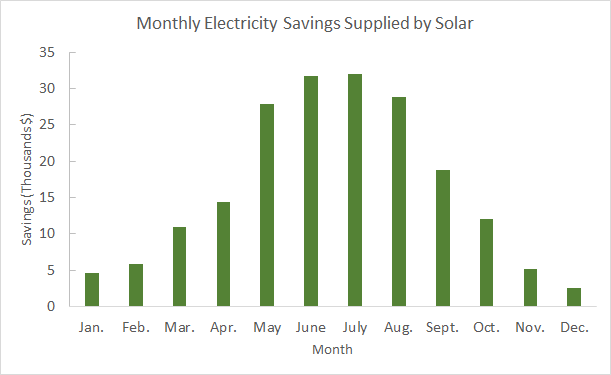 Monthly Electricity Savings Supplied by Solar
Savings (Thousands $)
35
30
25
20
15
10
5
0
Jan. Feb. Mar. Apr. May June July Aug. Sept. Oct. Nov. Dec.
Month